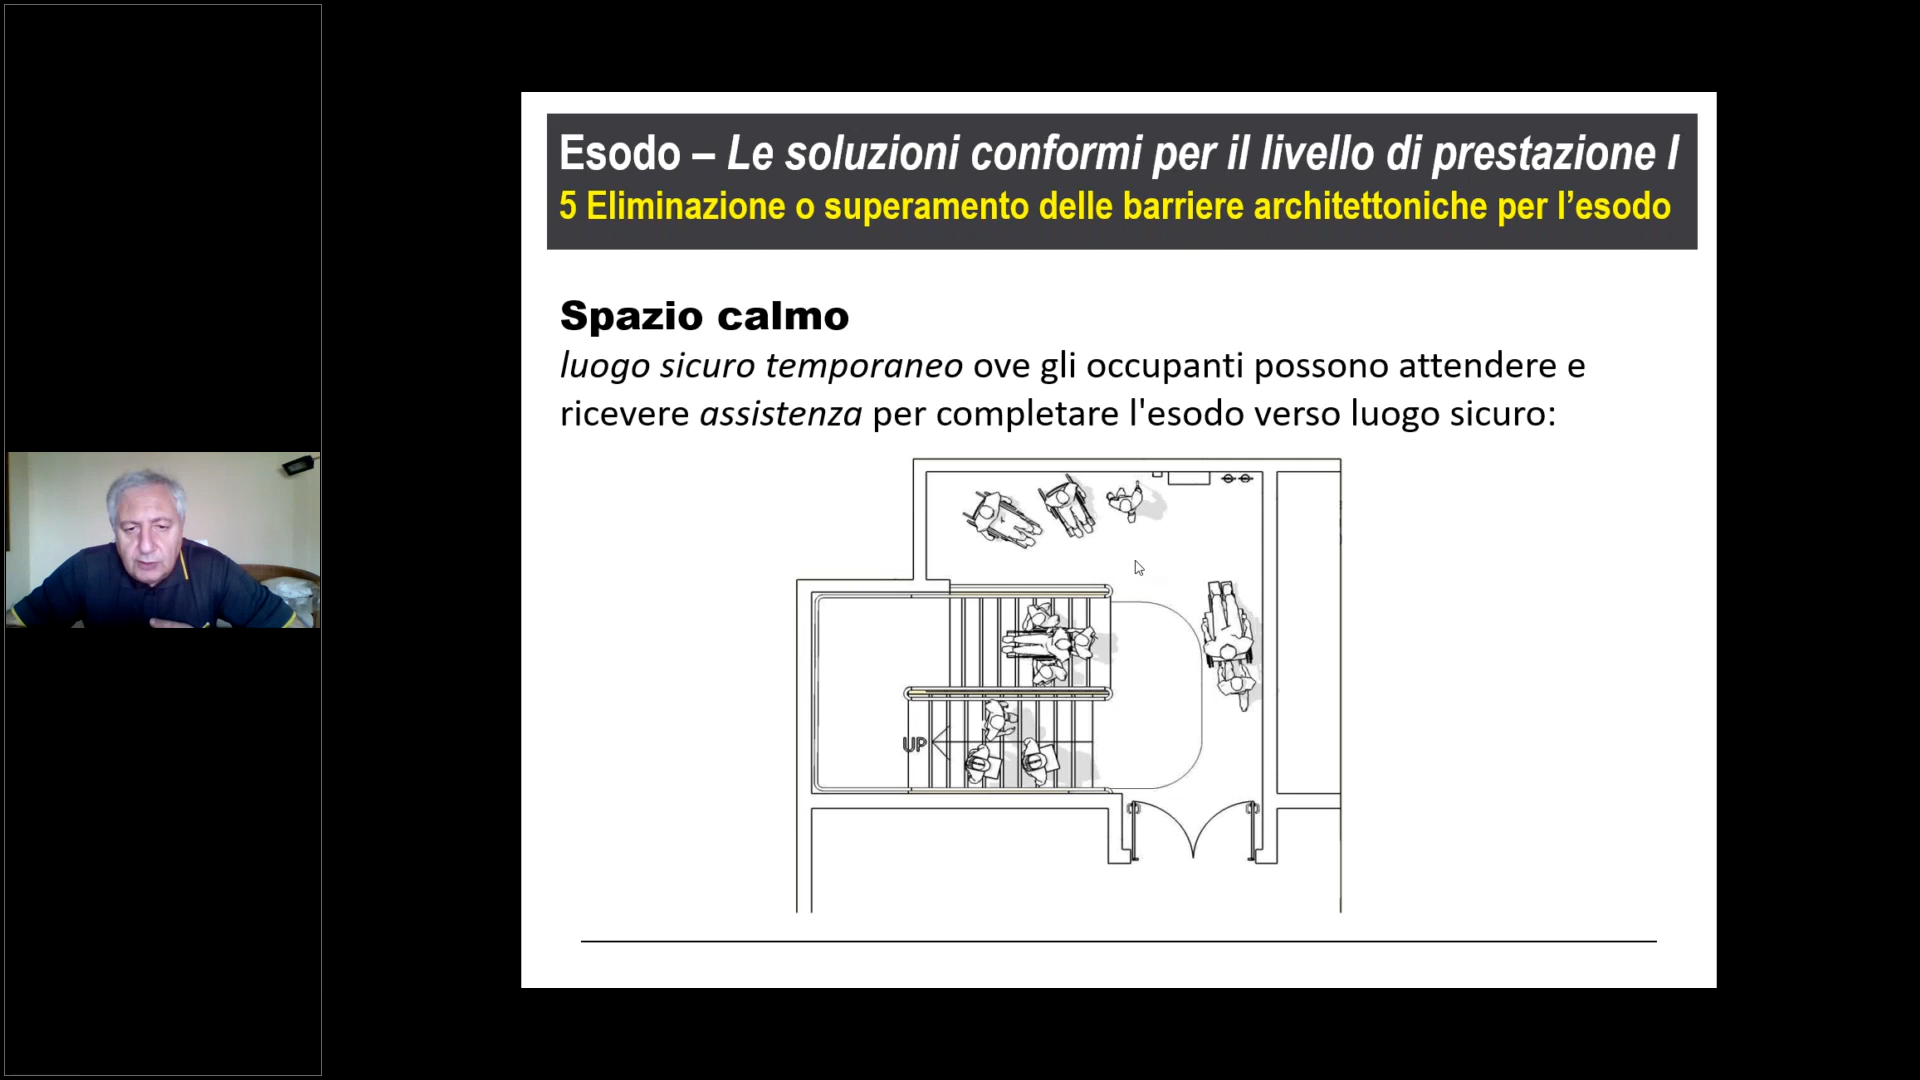 Esodo – Le soluzioni conformi per il livello di prestazione I
5 Eliminazione o superamento delle barriere architettoniche per l’esodo
Spazio calmo
luogo sicuro temporaneo ove gli occupanti possono attendere e
ricevere assistenza per completare l'esodo verso luogo sicuro:
UP